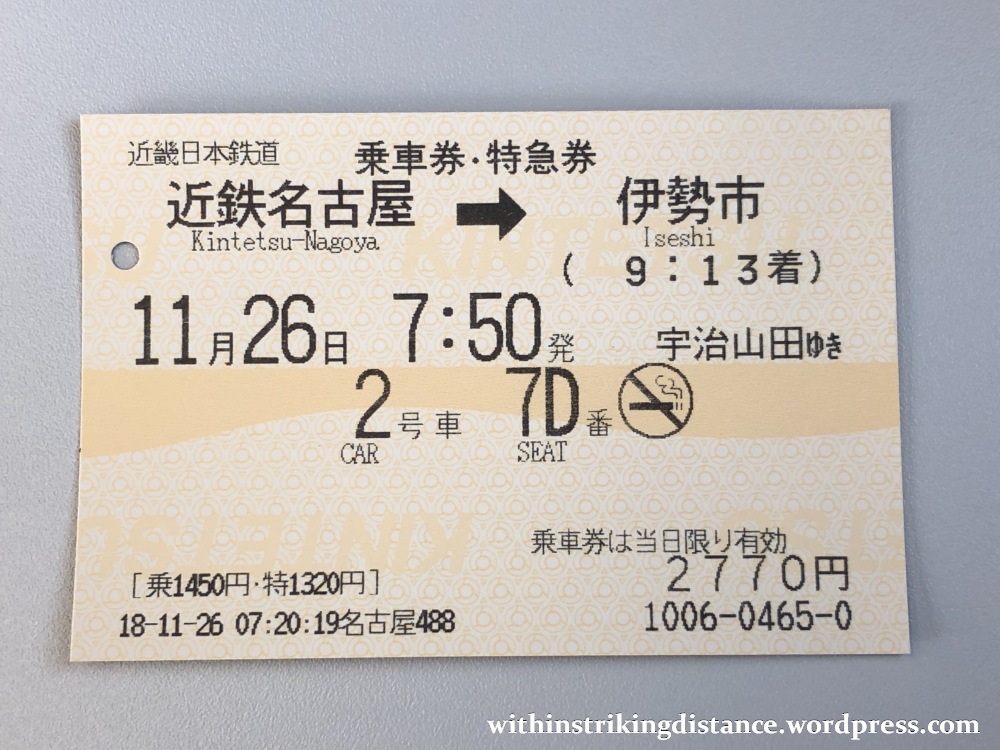 近畿日本鉄道 乗車券・特急券
近鉄名古屋 ➡ 伊勢市
Kintetsu-Nagoya Iseshi
( 9:13着)
11月26日 7:50発 宇治山田ゆき
2号車 7D番
CAR SEAT
乗車券は当日限り有効
2770円
[乗1450円・特1320円]
18-11-26 07:20:19名古屋488 1006-0465-0
KINTETSU
withinstrikingdistance.wordpress.com